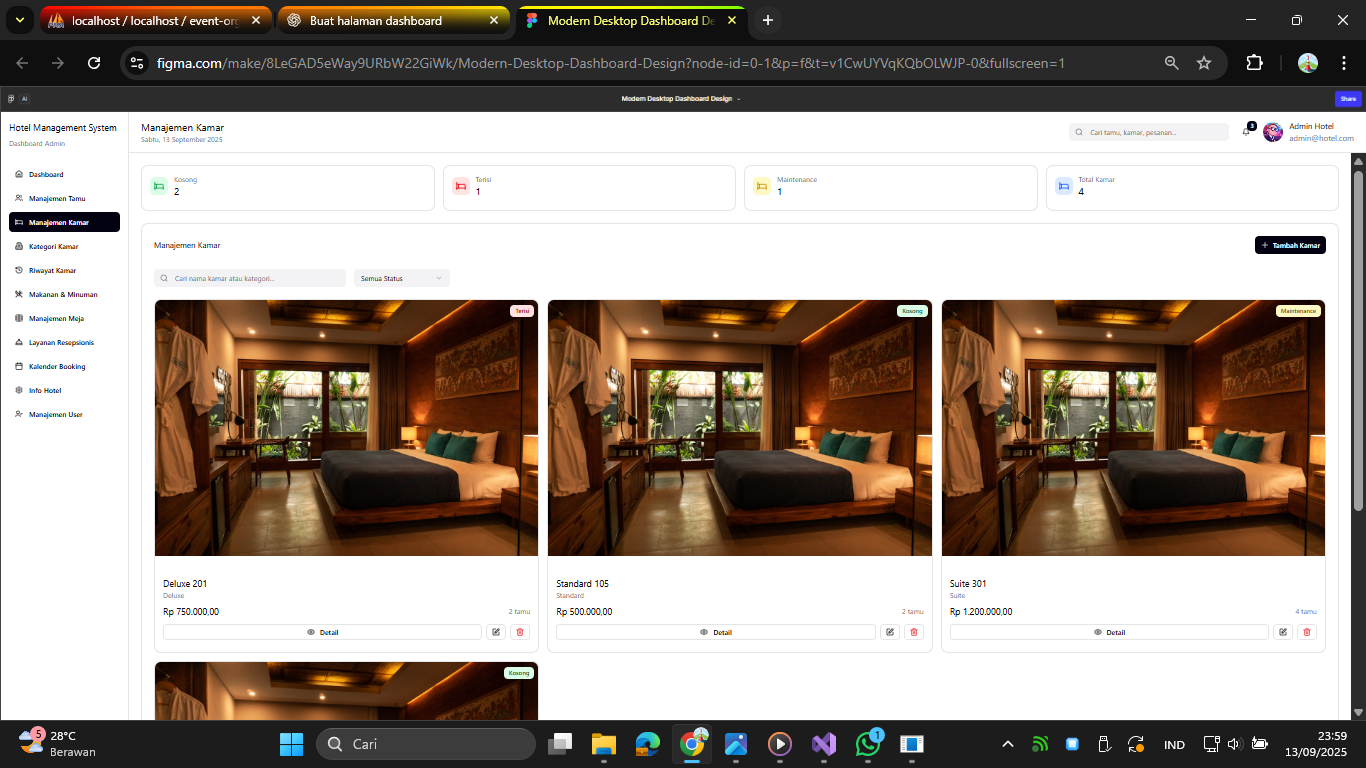 localhost / localhost / event-org
Buat halaman dashboard
Modern Desktop Dashboard De
figma.com/make/8LeGAD5eWay9URbW22GiWk/Modern-Desktop-Dashboard-Design?node-id=0-1&p=f&t=v1CwUYVqKQbOLWJP-0&fullscreen=1
AI
Modern Desktop Dashboard Design
Share
Hotel Management System
Dashboard Admin
Manajemen Kamar
Sabtu, 13 September 2025
Cari tamu, kamar, pesanan...
3
Admin Hotel
admin@hotel.com
Dashboard
Manajemen Tamu
Manajemen Kamar
Kategori Kamar
Riwayat Kamar
Makanan & Minuman
Manajemen Meja
Layanan Resepsionis
Kalender Booking
Info Hotel
Manajemen User
Kosong
2
Terisi
1
Maintenance
1
Total Kamar
4
Manajemen Kamar
Tambah Kamar
Cari nama kamar atau kategori...
Semua Status
Terisi
Kosong
Maintenance
Deluxe 201
Deluxe
Rp 750.000,00
2 tamu
Detail
Standard 105
Standard
Rp 500.000,00
2 tamu
Detail
Suite 301
Suite
Rp 1.200.000,00
4 tamu
Detail
Kosong
5
28°C
Berawan
Cari
1
IND
23:59
13/09/2025